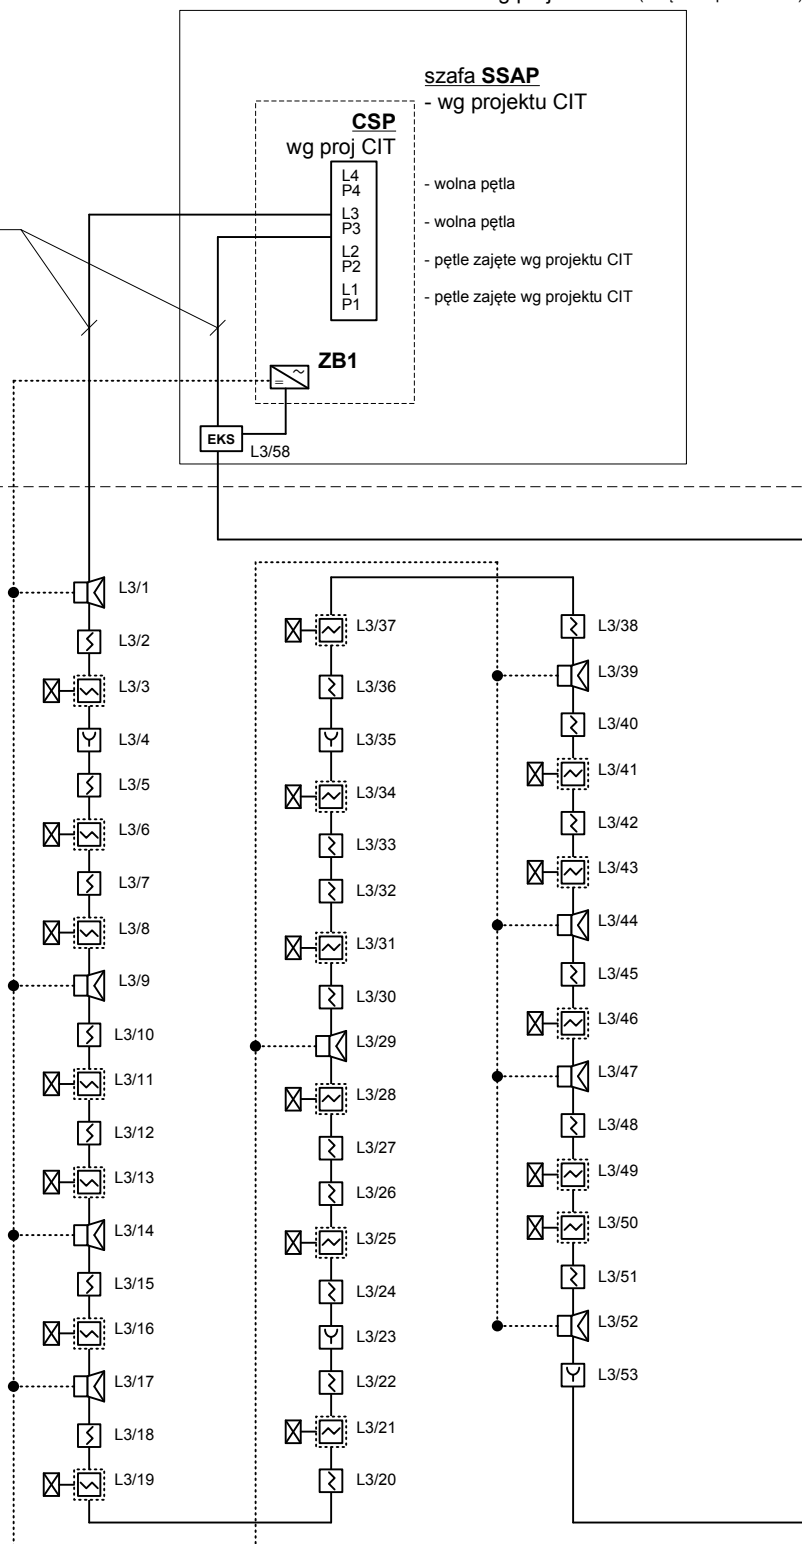 szafa SSAP
- wg projektu CIT
CSP
wg proj CIT
L4
P4
- wolna pętla
L3
P3
- wolna pętla
L2
P2
- pętle zajęte wg projektu CIT
L1
P1
- pętle zajęte wg projektu CIT
ZB1
EKS
L3/58
L3/1
L3/2
L3/3
L3/4
L3/5
L3/6
L3/7
L3/8
L3/9
L3/10
L3/11
L3/12
L3/13
L3/14
L3/15
L3/16
L3/17
L3/18
L3/19
L3/37
L3/36
L3/35
L3/34
L3/33
L3/32
L3/31
L3/30
L3/29
L3/28
L3/27
L3/26
L3/25
L3/24
L3/23
L3/22
L3/21
L3/20
L3/38
L3/39
L3/40
L3/41
L3/42
L3/43
L3/44
L3/45
L3/46
L3/47
L3/48
L3/49
L3/50
L3/51
L3/52
L3/53